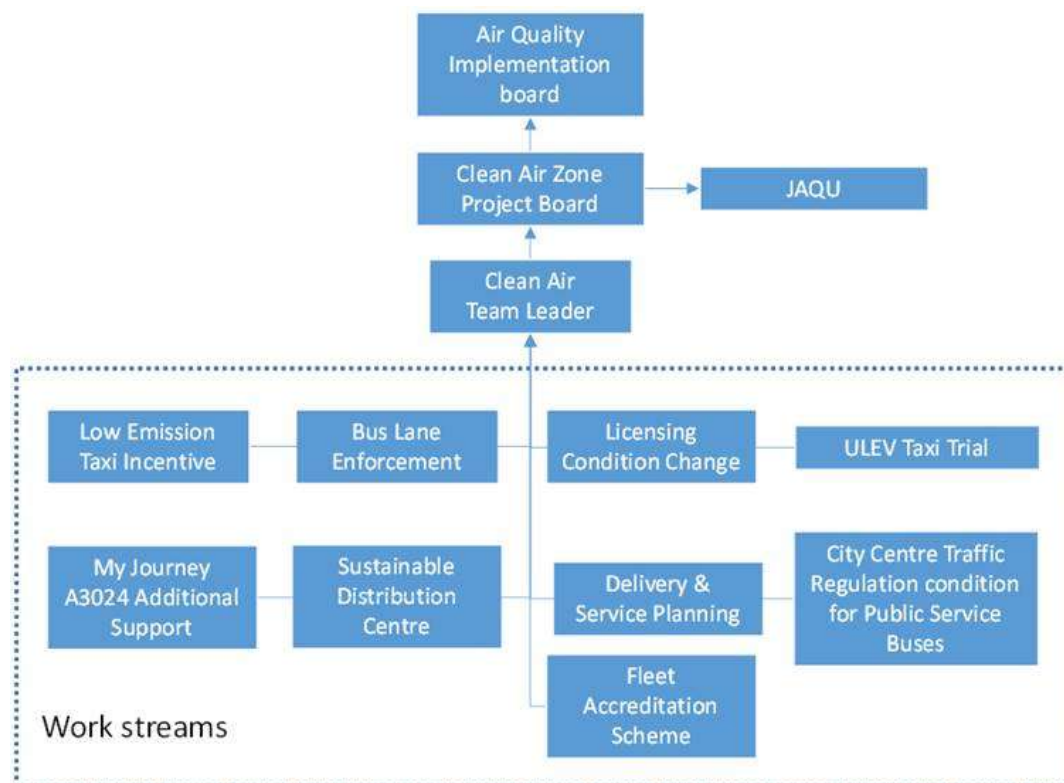 Air Quality
Implementation
board
Clean Air Zone
Project Board
JAQU
Clean Air
Team Leader
Low Emission
Taxi Incentive
Bus Lane
Enforcement
Licensing
Condition Change
ULEV Taxi Trial
My Journey
A3024 Additional
Support
Sustainable
Distribution
Centre
Delivery &
Service Planning
City Centre Traffic
Regulation condition
for Public Service
Buses
Fleet
Accreditation
Scheme
Work streams